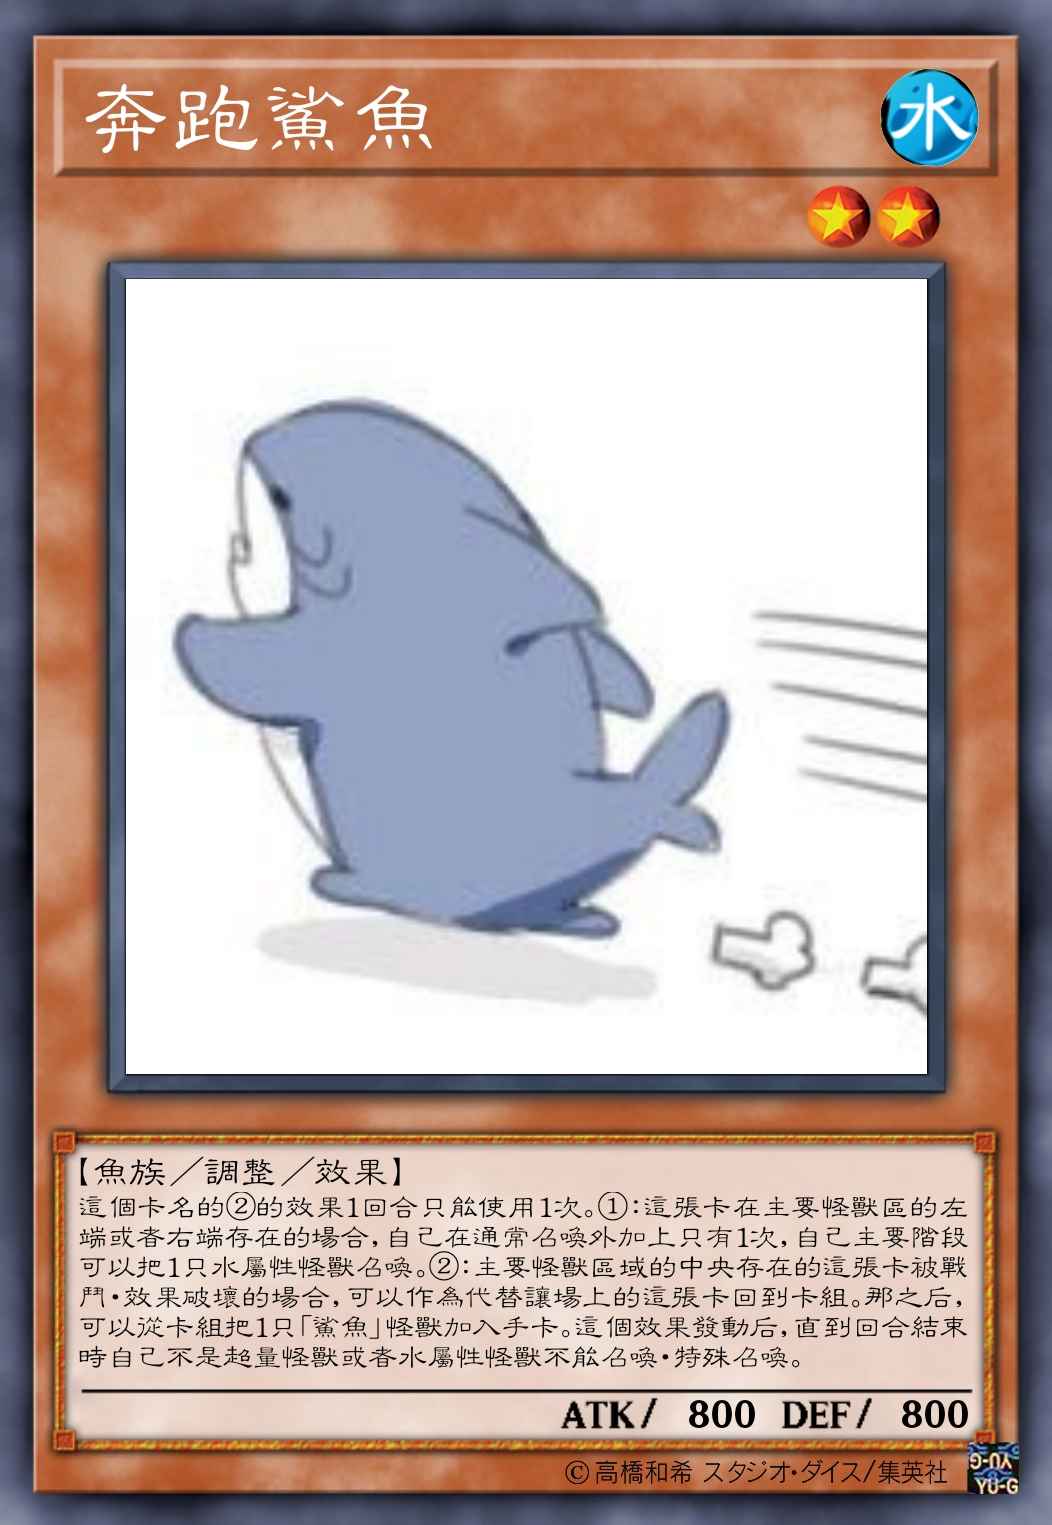 奔跑鯊魚
水
【魚族／調整／效果】
這個卡名的②的效果1回合只能使用1次。①：這張卡在主要怪獸區的左
端或者右端存在的場合，自己在通常召喚外加上只有1次，自己主要階段
可以把1只水屬性怪獸召喚。②：主要怪獸區域的中央存在的這張卡被戰
鬥·效果破壞的場合，可以作為代替讓場上的這張卡回到卡組。那之后，
可以從卡組把1只「鯊魚」怪獸加入手卡。這個效果發動后，直到回合結束
時自己不是超量怪獸或者水屬性怪獸不能召喚·特殊召喚。
ATK/ 800 DEF/ 800
©高橋和希 スタジオ·ダイス/集英社